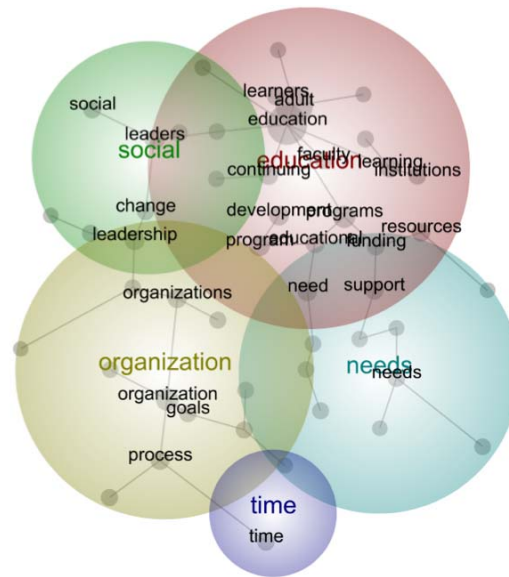 learners
adult
social
education
leaders
social
faculty
education
learning
continuing
institutions
change
development
programs
resources
leadership
program
educational
funding
organizations
need
support
organization
needs
needs
organization
goals
process
time
time